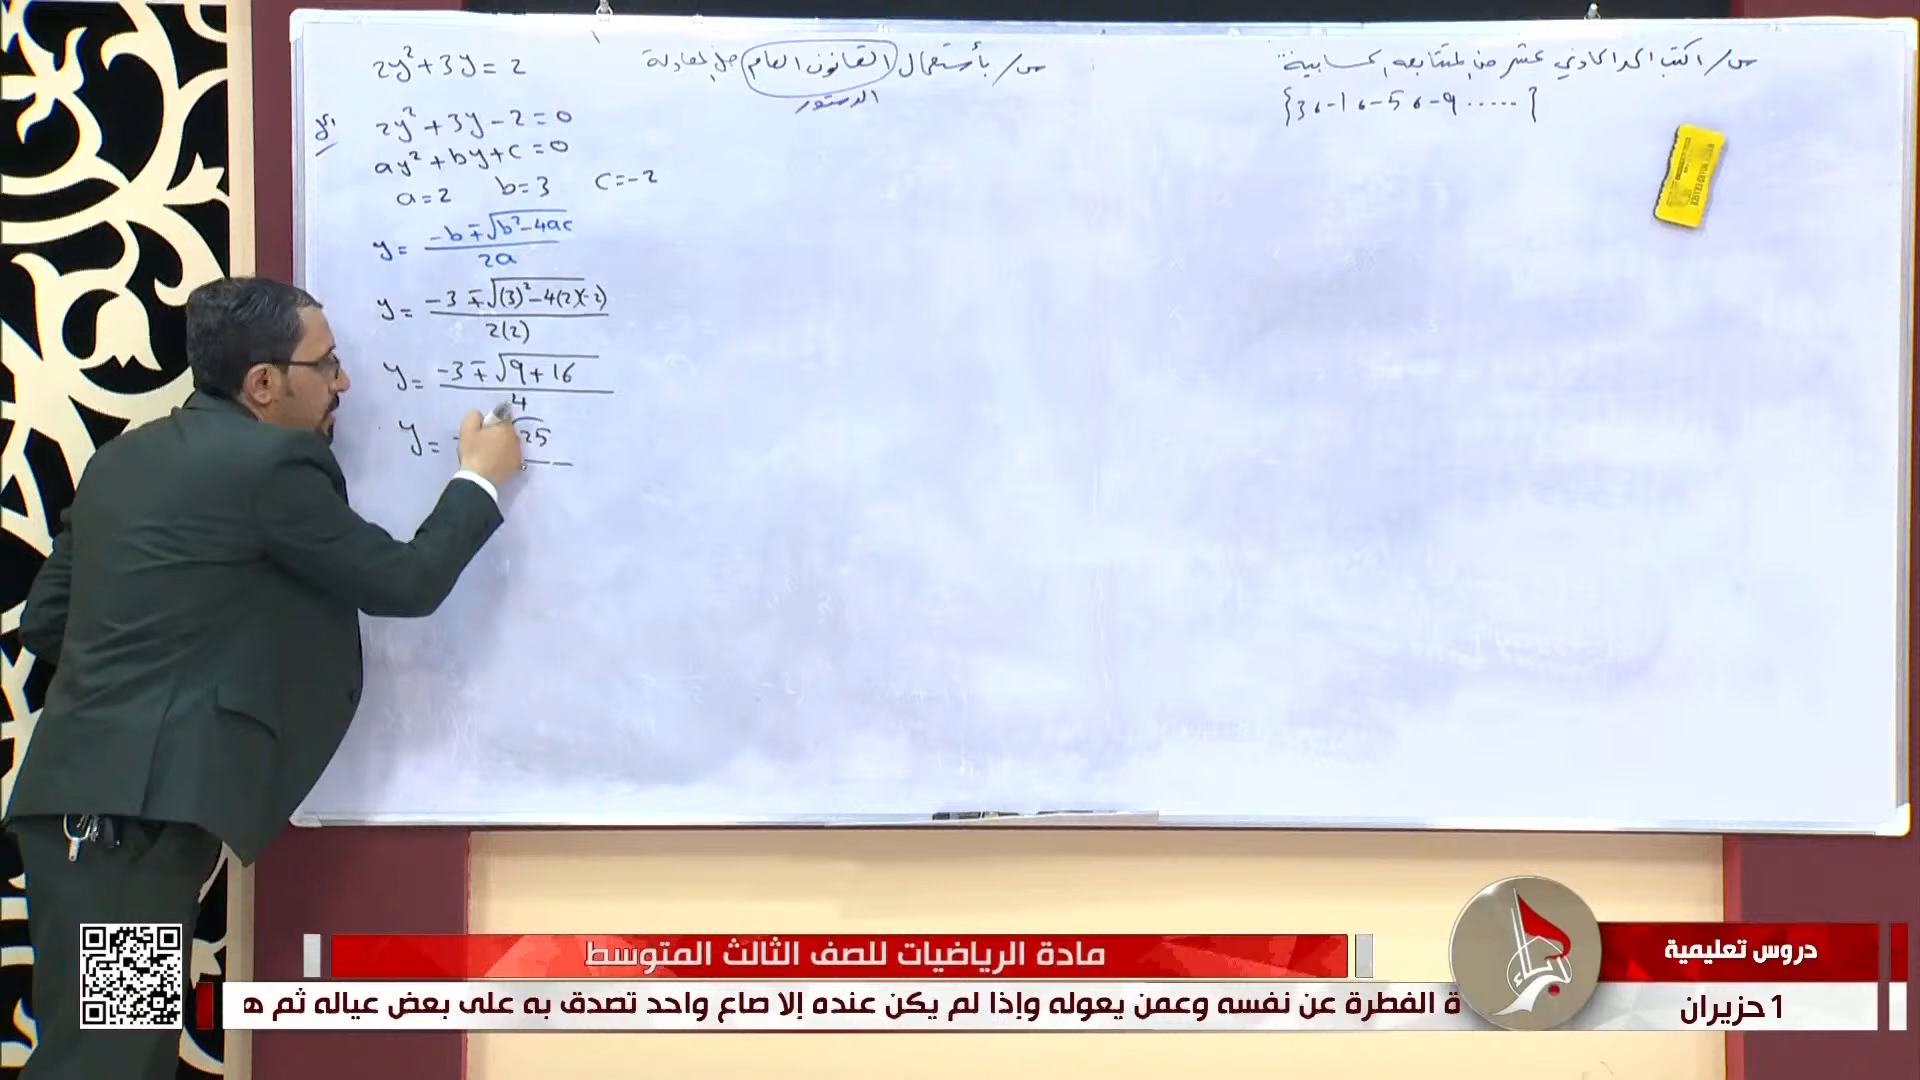 س/ اكتب الحد الحادي عشر من المتتابعة الحسابية
{3، -1، -5، -9 ......}
س/ بأستعمال القانون العام حل المعادلة
الدستور
2y² + 3y = 2
2y² + 3y - 2 = 0
ay² + by + c = 0
a = 2 b = 3 c = -2
y = (-b ∓ √(b² - 4ac)) / 2a
y = (-3 ∓ √((3)² - 4(2)(-2))) / 2(2)
y = (-3 ∓ √(9 + 16)) / 4
y = - √25
مادة الرياضيات للصف الثالث المتوسط
دروس تعليمية
ة الفطرة عن نفسه وعمن يعوله وإذا لم يكن عنده إلا صاع واحد تصدق به على بعض عياله ثم ه
1 حزيران
كربلاء